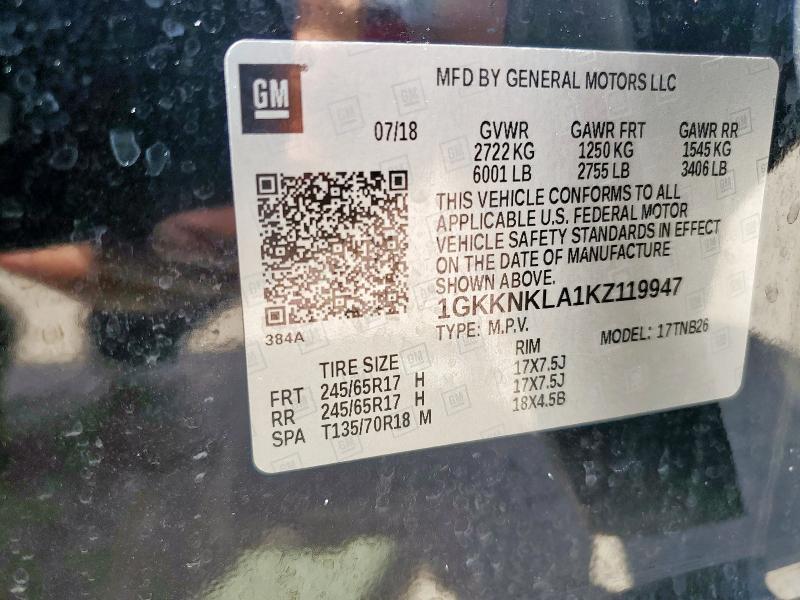 GM
MFD BY GENERAL MOTORS LLC
07/18 GVWR GAWR FRT GAWR RR
2722 KG 1250 KG 1545 KG
6001 LB 2755 LB 3406 LB
THIS VEHICLE CONFORMS TO ALL
APPLICABLE U.S. FEDERAL MOTOR
VEHICLE SAFETY STANDARDS IN EFFECT
ON THE DATE OF MANUFACTURE
SHOWN ABOVE.
1GKKNKLA1KZ119947
384A
TYPE: M.P.V. MODEL: 17TNB26
TIRE SIZE RIM
FRT 245/65R17 H 17X7.5J
RR 245/65R17 H 17X7.5J
SPA T135/70R18 M 18X4.5B